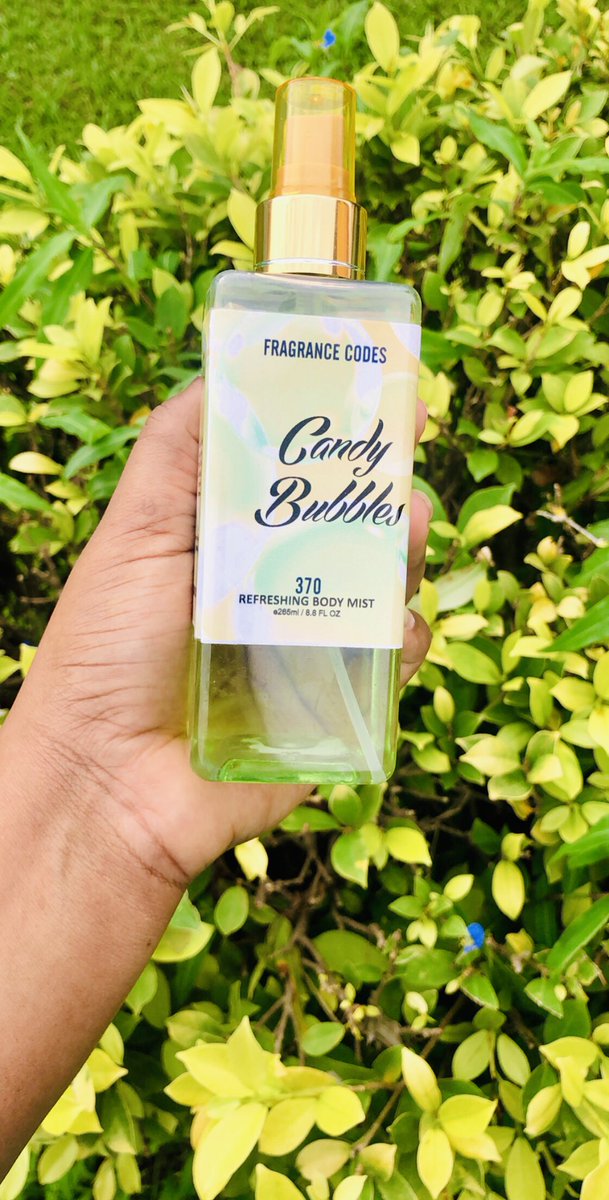 FRAGRANCE CODES
Candy
Bubbles
370
REFRESHING BODY MIST
e265ml / 8.8 FL OZ